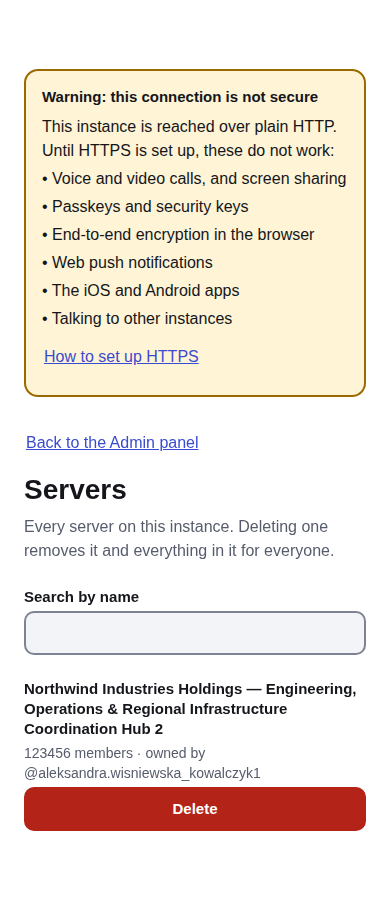 Warning: this connection is not secure
This instance is reached over plain HTTP.
Until HTTPS is set up, these do not work:
• Voice and video calls, and screen sharing
• Passkeys and security keys
• End-to-end encryption in the browser
• Web push notifications
• The iOS and Android apps
• Talking to other instances
How to set up HTTPS
Back to the Admin panel
Servers
Every server on this instance. Deleting one
removes it and everything in it for everyone.
Search by name
Northwind Industries Holdings — Engineering,
Operations & Regional Infrastructure
Coordination Hub 2
123456 members · owned by
@aleksandra.wisniewska_kowalczyk1
Delete